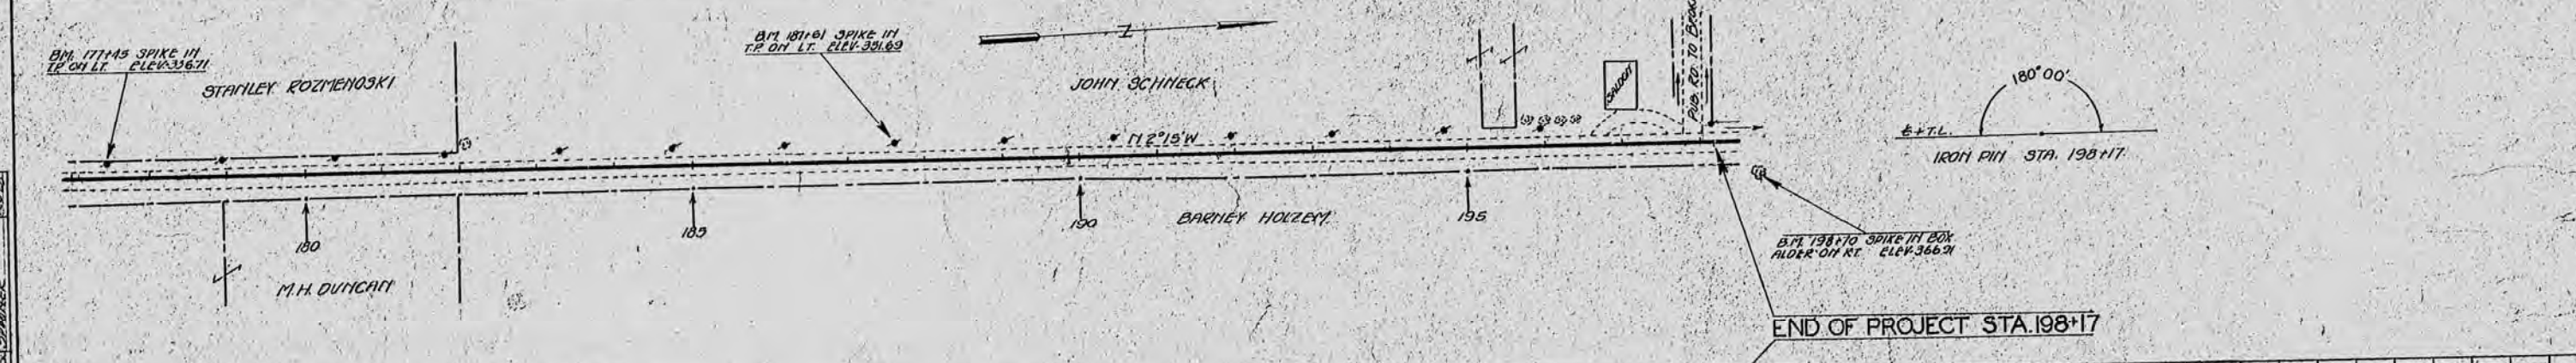 B.M. 177+45 SPIKE IN
T.P. ON LT. ELEV. 336.71
STANLEY ROZMENOSKI
B.M. 187+61 SPIKE IN
T.P. ON LT. ELEV. 351.69
JOHN SCHNECK
N 2°15'W
SALOON
PUB. RD. TO
180°00'
& T.L.
IRON PIN STA. 198+17
180
185
190
BARNEY HOLZEM.
195
M.H. DUNCAN
B.M. 198+10 SPIKE IN BOX
ALDER ON RT. ELEV. 366.91
END OF PROJECT STA. 198+17